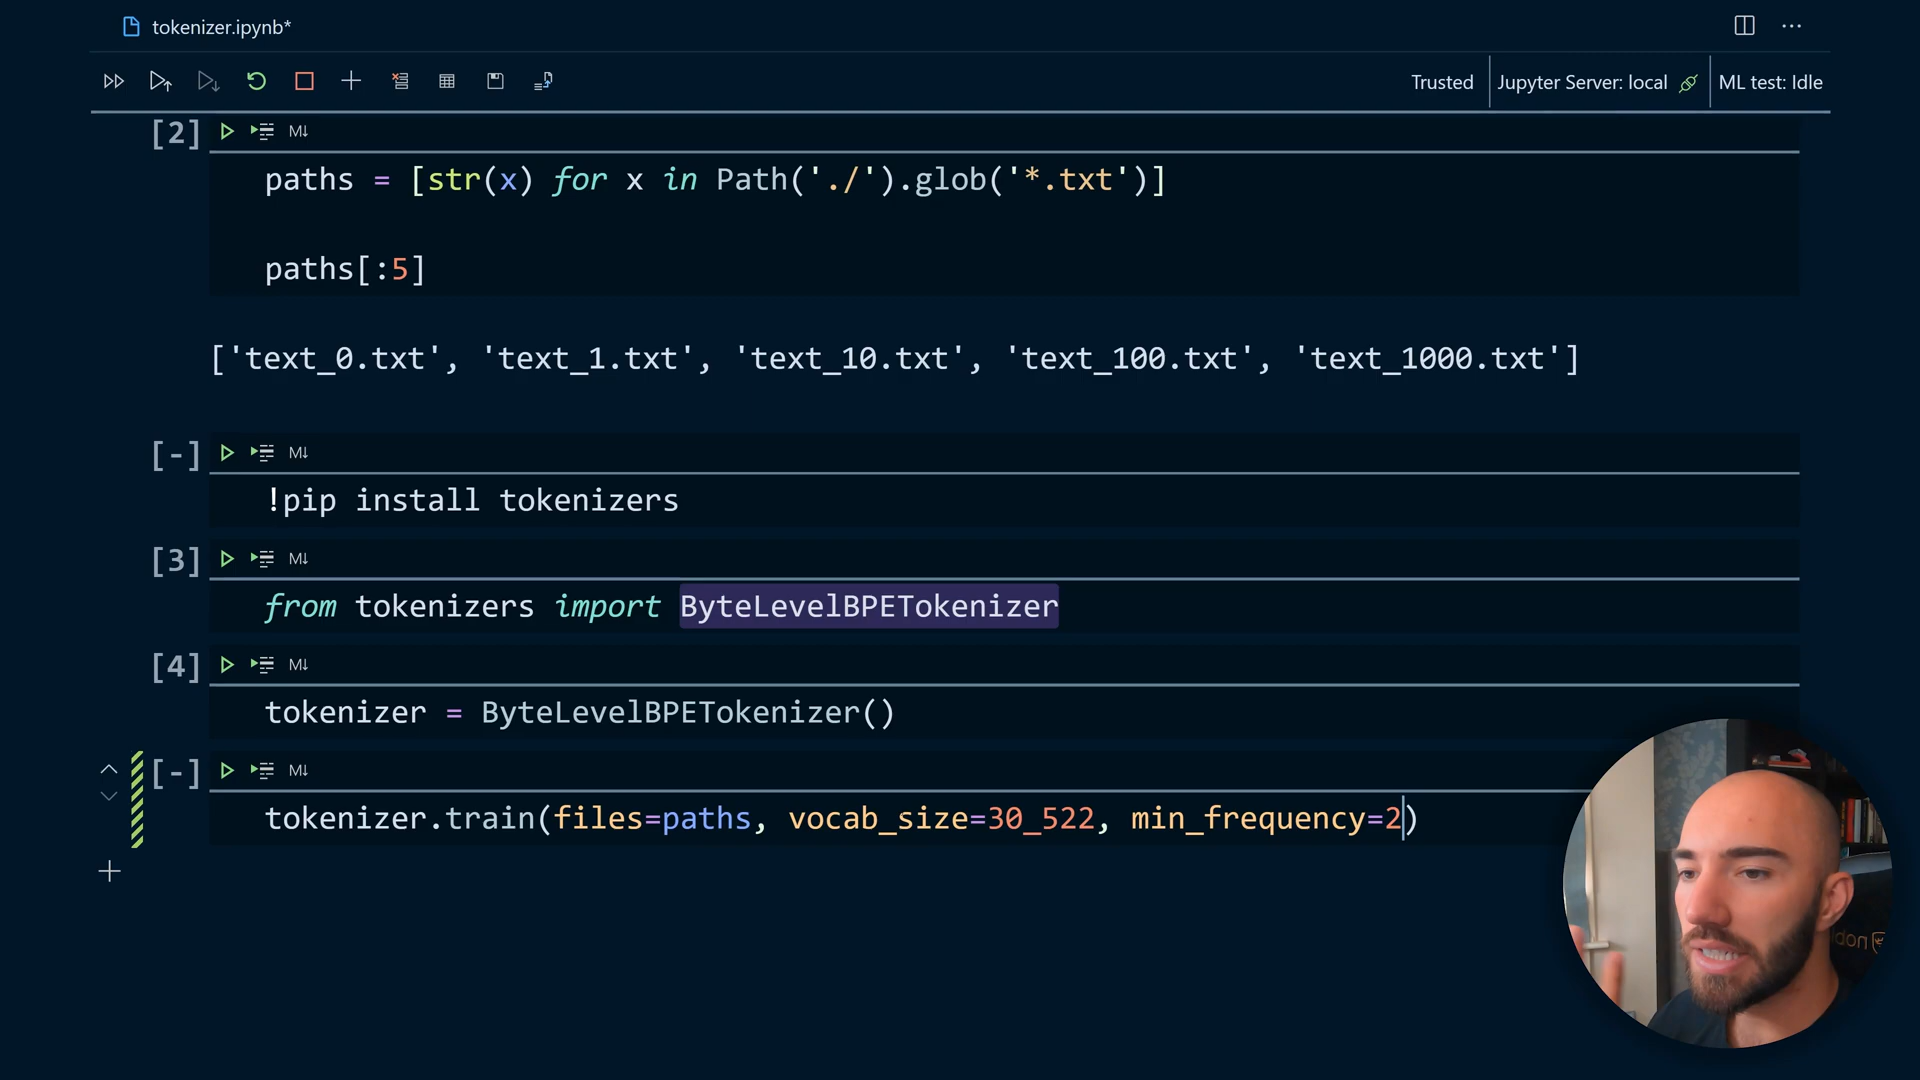 tokenizer.ipynb*
Trusted
Jupyter Server: local
ML test: Idle
[2] M↓
paths = [str(x) for x in Path('./').glob('*.txt')]
paths[:5]
['text_0.txt', 'text_1.txt', 'text_10.txt', 'text_100.txt', 'text_1000.txt']
[-] M↓
!pip install tokenizers
[3] M↓
from tokenizers import ByteLevelBPETokenizer
[4] M↓
tokenizer = ByteLevelBPETokenizer()
[-] M↓
tokenizer.train(files=paths, vocab_size=30_522, min_frequency=2)